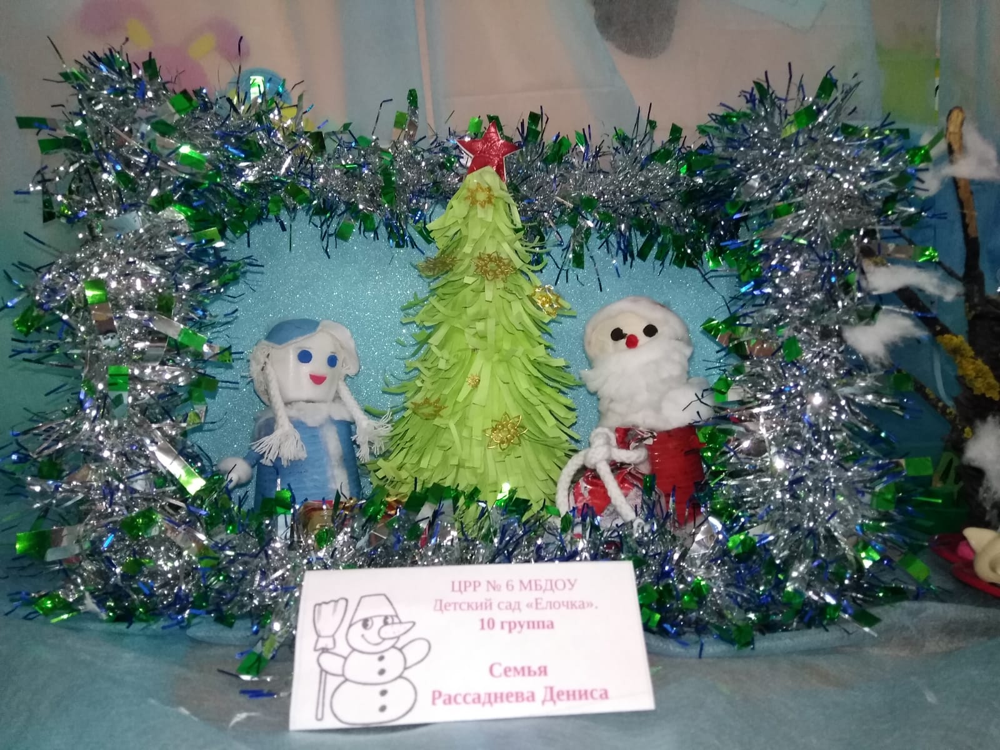 ЦРР № 6 МБДОУ
Детский сад «Елочка».
10 группа
Семья
Рассаднева Дениса